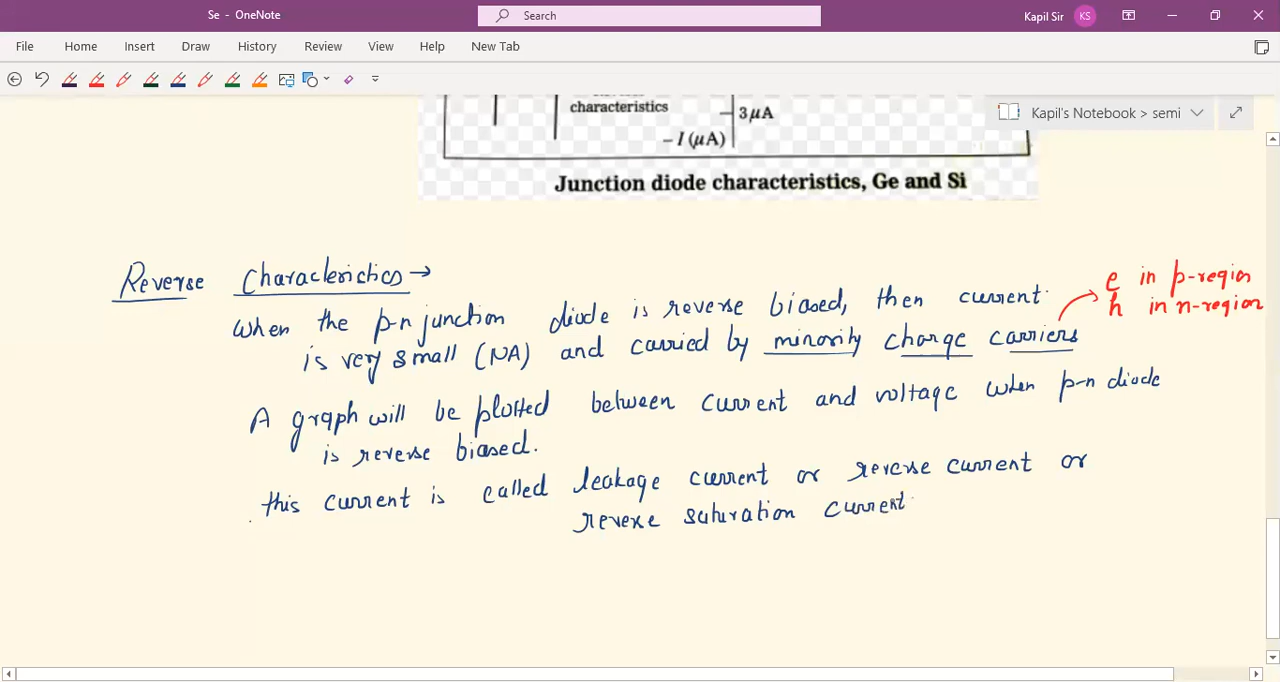 Se - OneNote
Search
Kapil Sir
KS
File Home Insert Draw History Review View Help New Tab
characteristics
3 μA
Kapil's Notebook > semi
- I (μA)
Junction diode characteristics, Ge and Si
Reverse Characteristics →
e in p-region
h in n-region
when the p-n junction diode is reverse biased, then current
is very small (NA) and carried by minority charge carriers
A graph will be plotted between current and voltage when p-n diode
is reverse biased.
this current is called leakage current or reverse current or
reverse saturation current